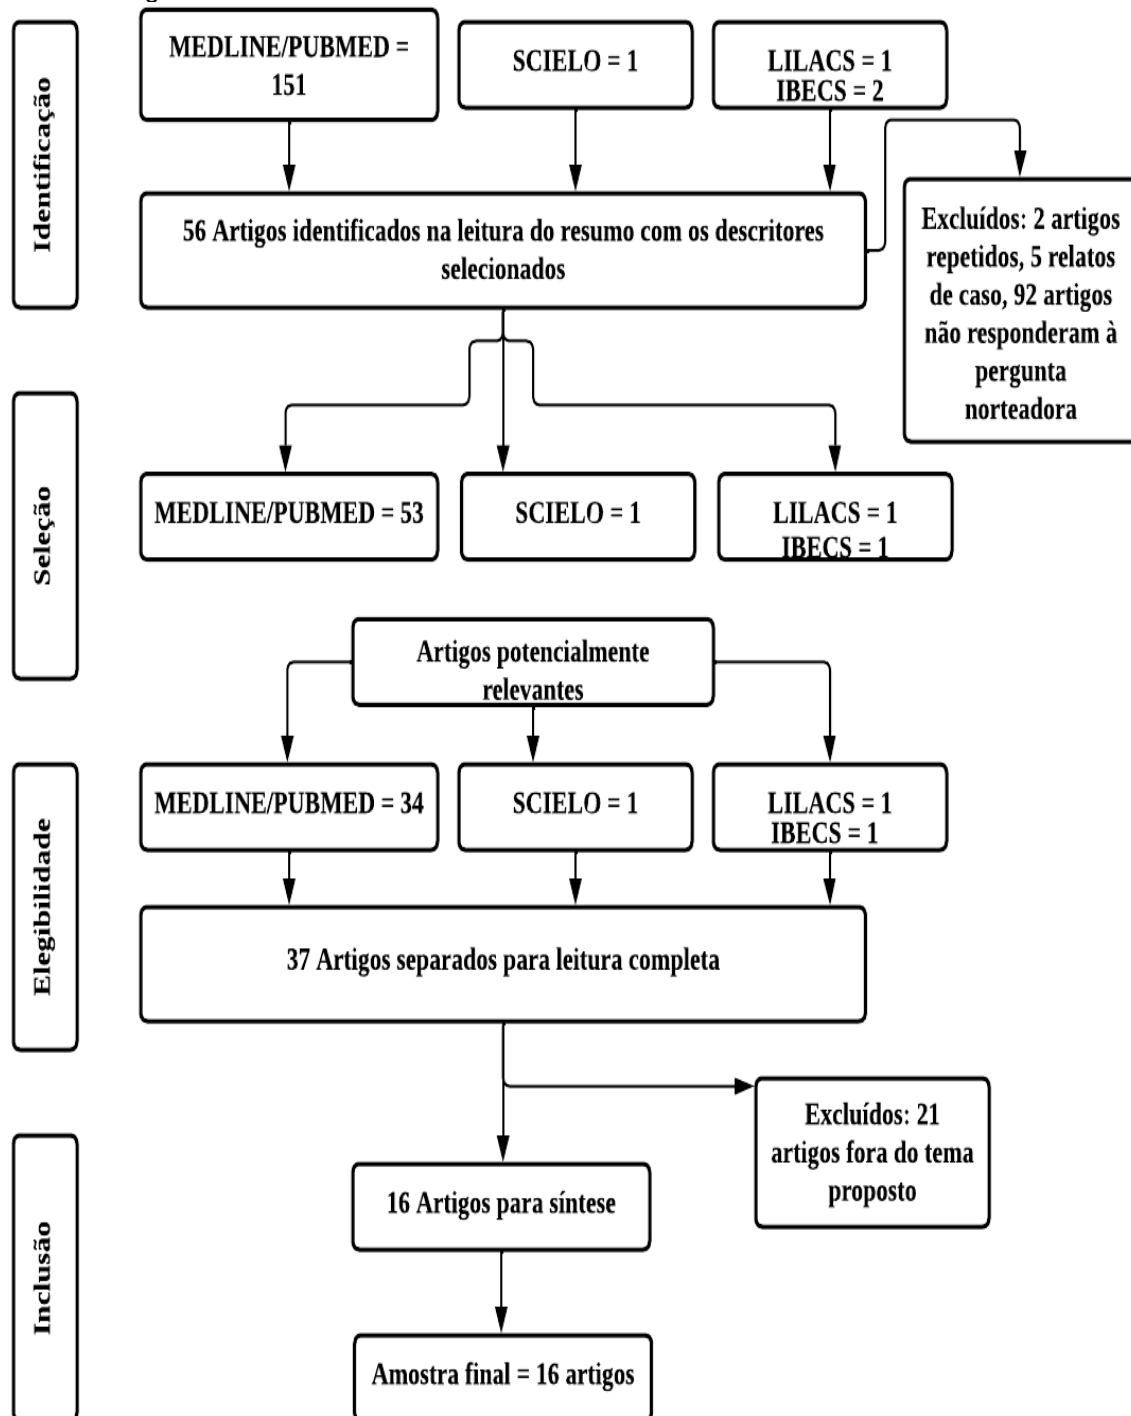 Identificação
MEDLINE/PUBMED =
151
SCIELO = 1
LILACS = 1
IBECS = 2
56 Artigos identificados na leitura do resumo com os descritores
selecionados
Excluídos: 2 artigos
repetidos, 5 relatos
de caso, 92 artigos
não responderam à
pergunta
norteadora
Seleção
MEDLINE/PUBMED = 53
SCIELO = 1
LILACS = 1
IBECS = 1
Artigos potencialmente
relevantes
Elegibilidade
MEDLINE/PUBMED = 34
SCIELO = 1
LILACS = 1
IBECS = 1
37 Artigos separados para leitura completa
Excluídos: 21
artigos fora do tema
proposto
Inclusão
16 Artigos para síntese
Amostra final = 16 artigos